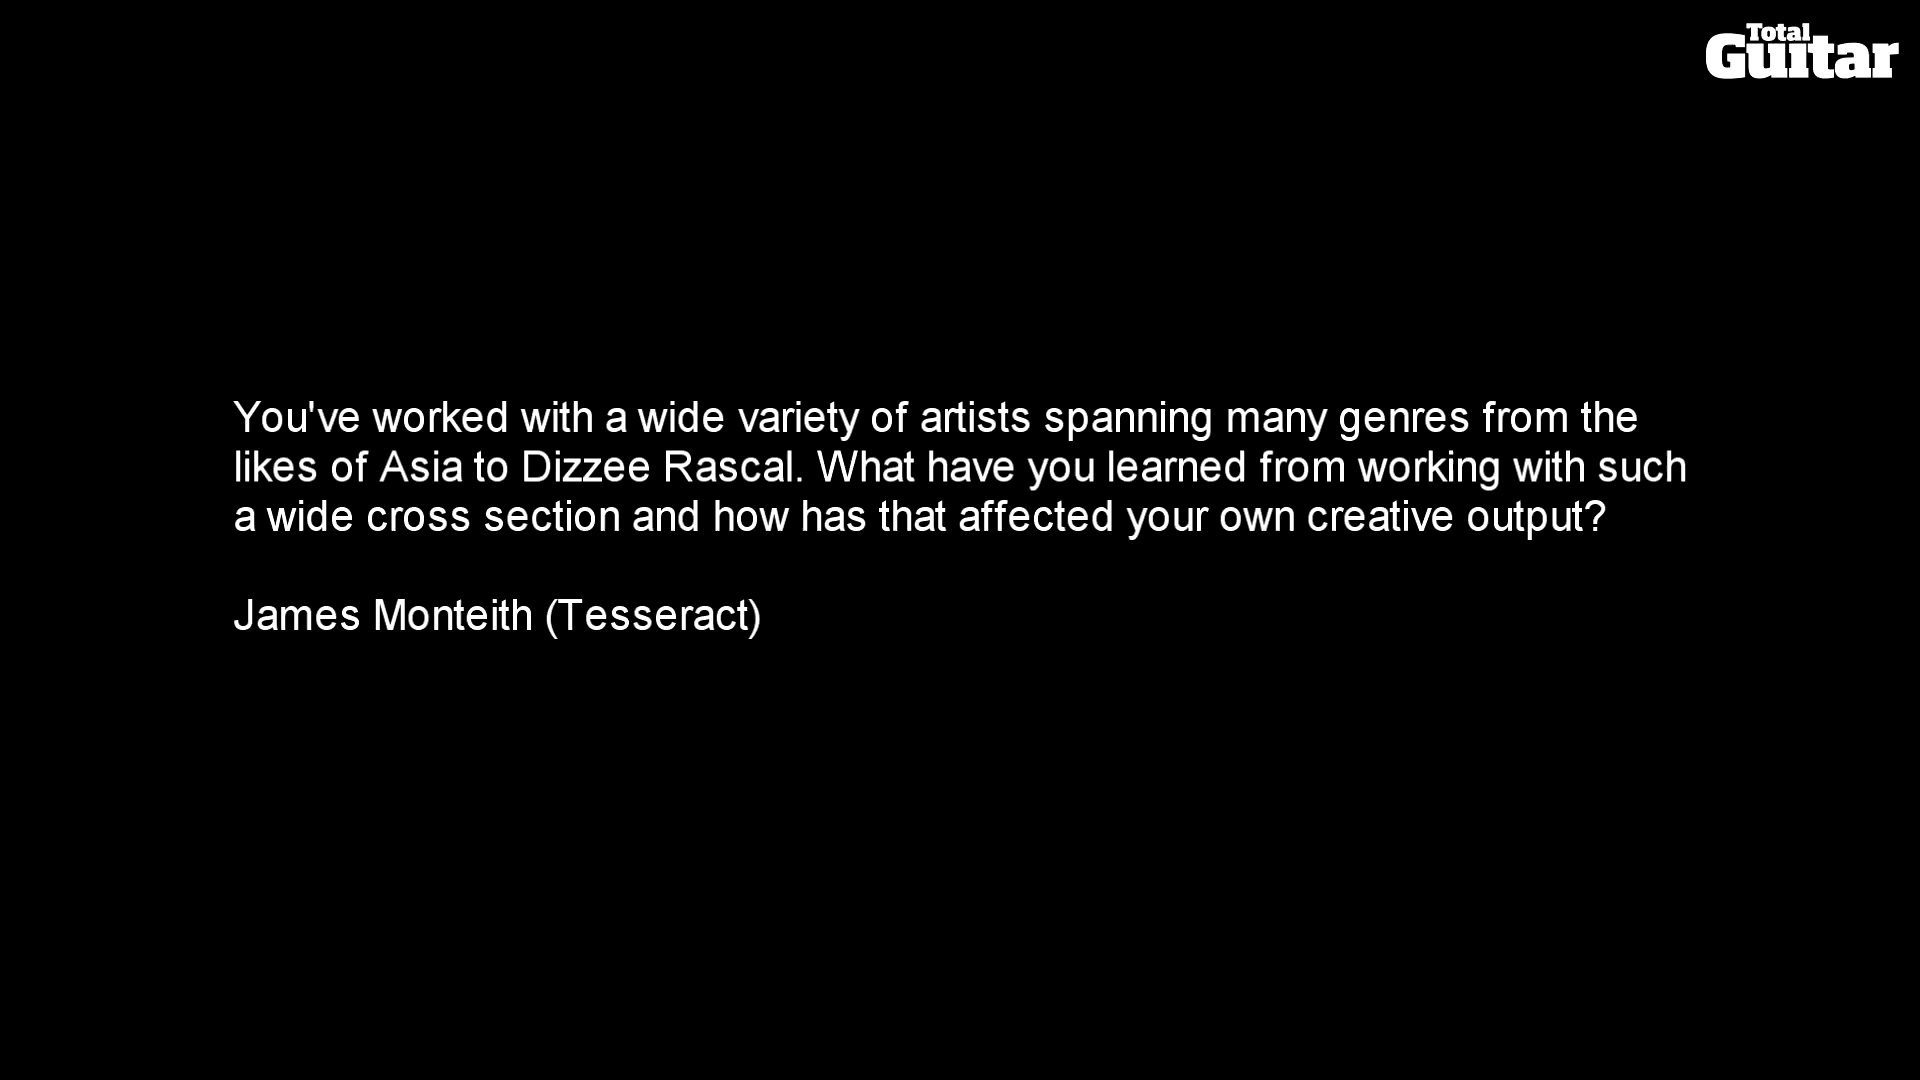 Total
Guitar
You've worked with a wide variety of artists spanning many genres from the
likes of Asia to Dizzee Rascal. What have you learned from working with such
a wide cross section and how has that affected your own creative output?
James Monteith (Tesseract)